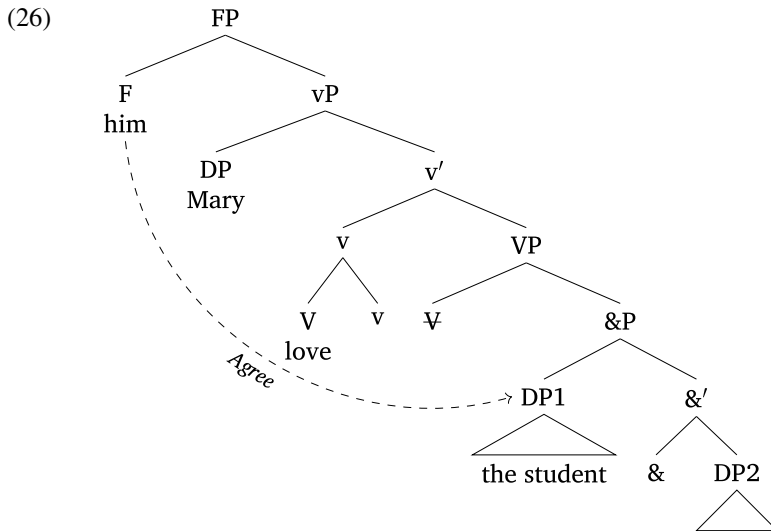 (26)
FP
F vP
him
DP v′
Mary
v VP
V v V &P
love
Agree
DP1 &′
the student & DP2